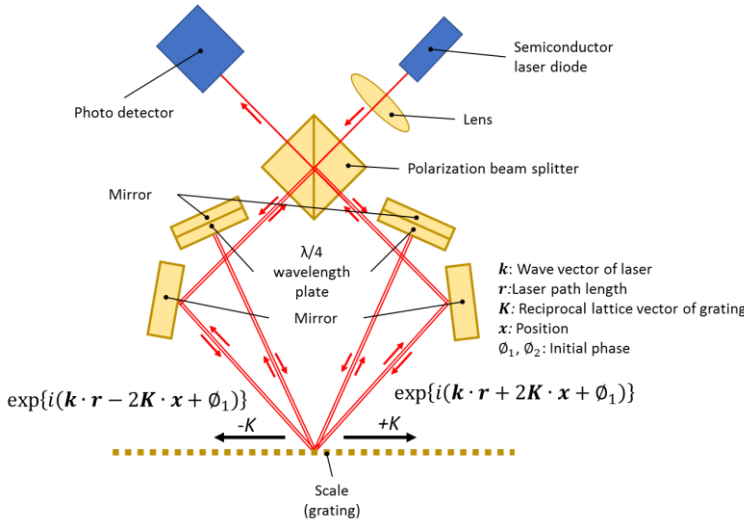 Semiconductor
laser diode
Photo detector
Lens
Polarization beam splitter
Mirror
λ/4
wavelength
plate
Mirror
k: Wave vector of laser
r:Laser path length
K: Reciprocal lattice vector of grating
x: Position
∅₁, ∅₂: Initial phase
exp{i(k · r − 2K · x + ∅₁)}
exp{i(k · r + 2K · x + ∅₁)}
-K
+K
Scale
(grating)